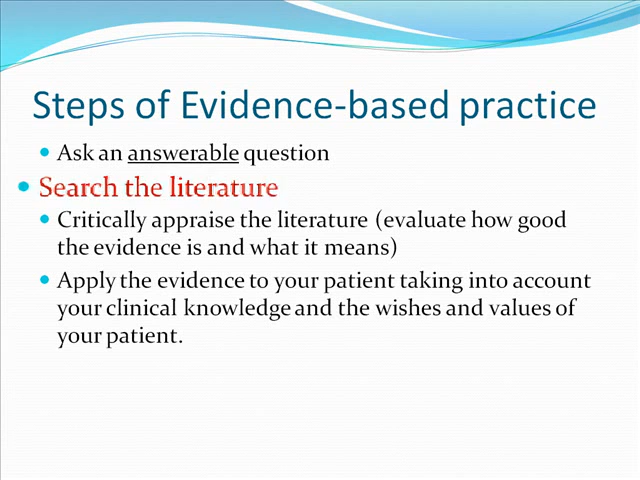 Steps of Evidence-based practice
Ask an answerable question
Search the literature
Critically appraise the literature (evaluate how good
the evidence is and what it means)
Apply the evidence to your patient taking into account
your clinical knowledge and the wishes and values of
your patient.